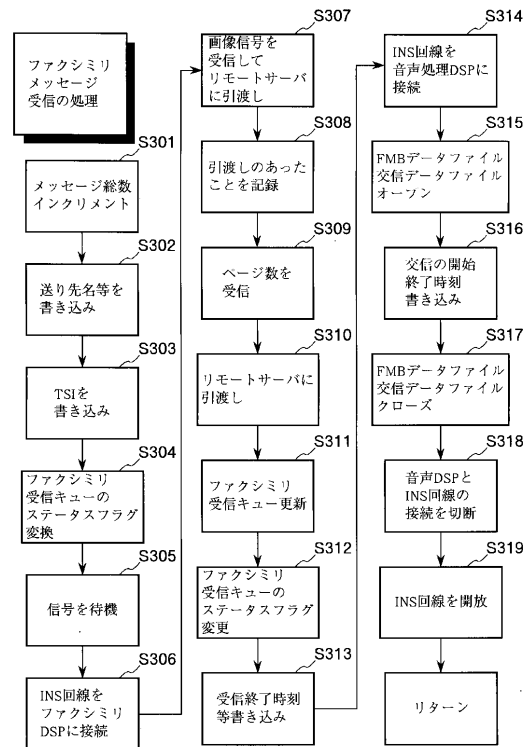 ファクシミリ
メッセージ
受信の処理
S301
メッセージ総数
インクリメント
S302
送り先名等を
書き込み
S303
TSIを
書き込み
S304
ファクシミリ
受信キューの
ステータスフラグ
変換
S305
信号を待機
S306
INS回線を
ファクシミリ
DSPに接続
S307
画像信号を
受信して
リモートサーバ
に引渡し
S308
引渡しのあった
ことを記録
S309
ページ数を
受信
S310
リモートサーバに
引渡し
S311
ファクシミリ
受信キュー更新
S312
ファクシミリ
受信キューの
ステータスフラグ
変更
S313
受信終了時刻
等書き込み
S314
INS回線を
音声処理DSPに
接続
S315
FMBデータファイル
交信データファイル
オープン
S316
交信の開始
終了時刻
書き込み
S317
FMBデータファイル
交信データファイル
クローズ
S318
音声DSPと
INS回線の
接続を切断
S319
INS回線を開放
リターン